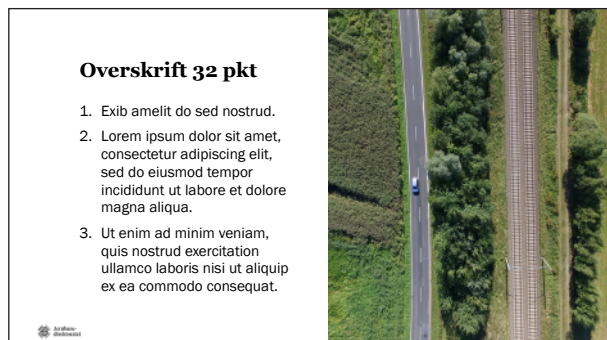 Overskrift 32 pkt
1. Exib amelit do sed nostrud.
2. Lorem ipsum dolor sit amet,
consectetur adipiscing elit,
sed do eiusmod tempor
incididunt ut labore et dolore
magna aliqua.
3. Ut enim ad minim veniam,
quis nostrud exercitation
ullamco laboris nisi ut aliquip
ex ea commodo consequat.
Jernbane-
direktoratet